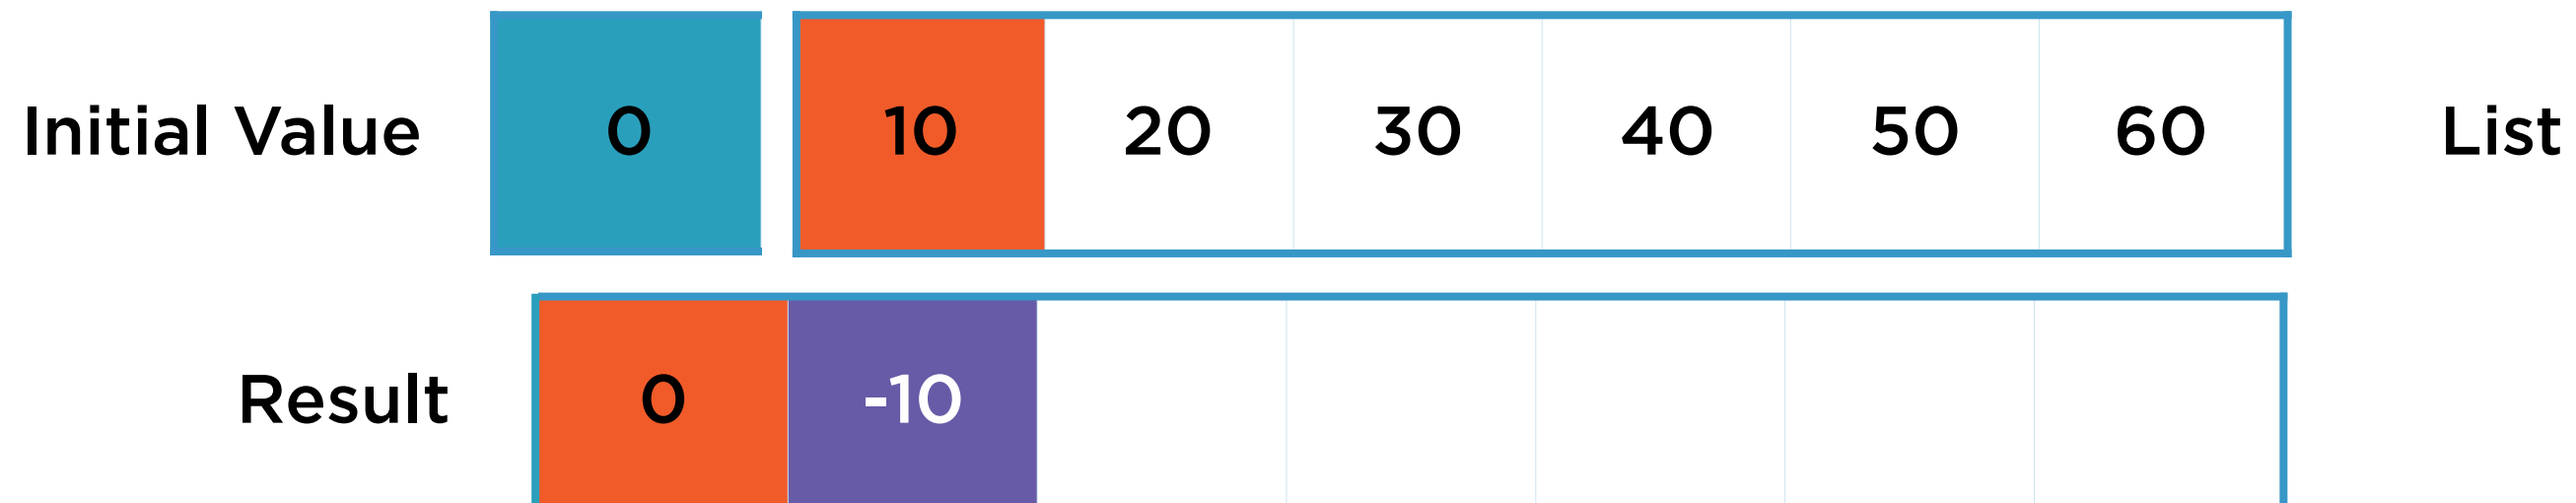 Initial Value 0 10 20 30 40 50 60 List
Result 0 -10